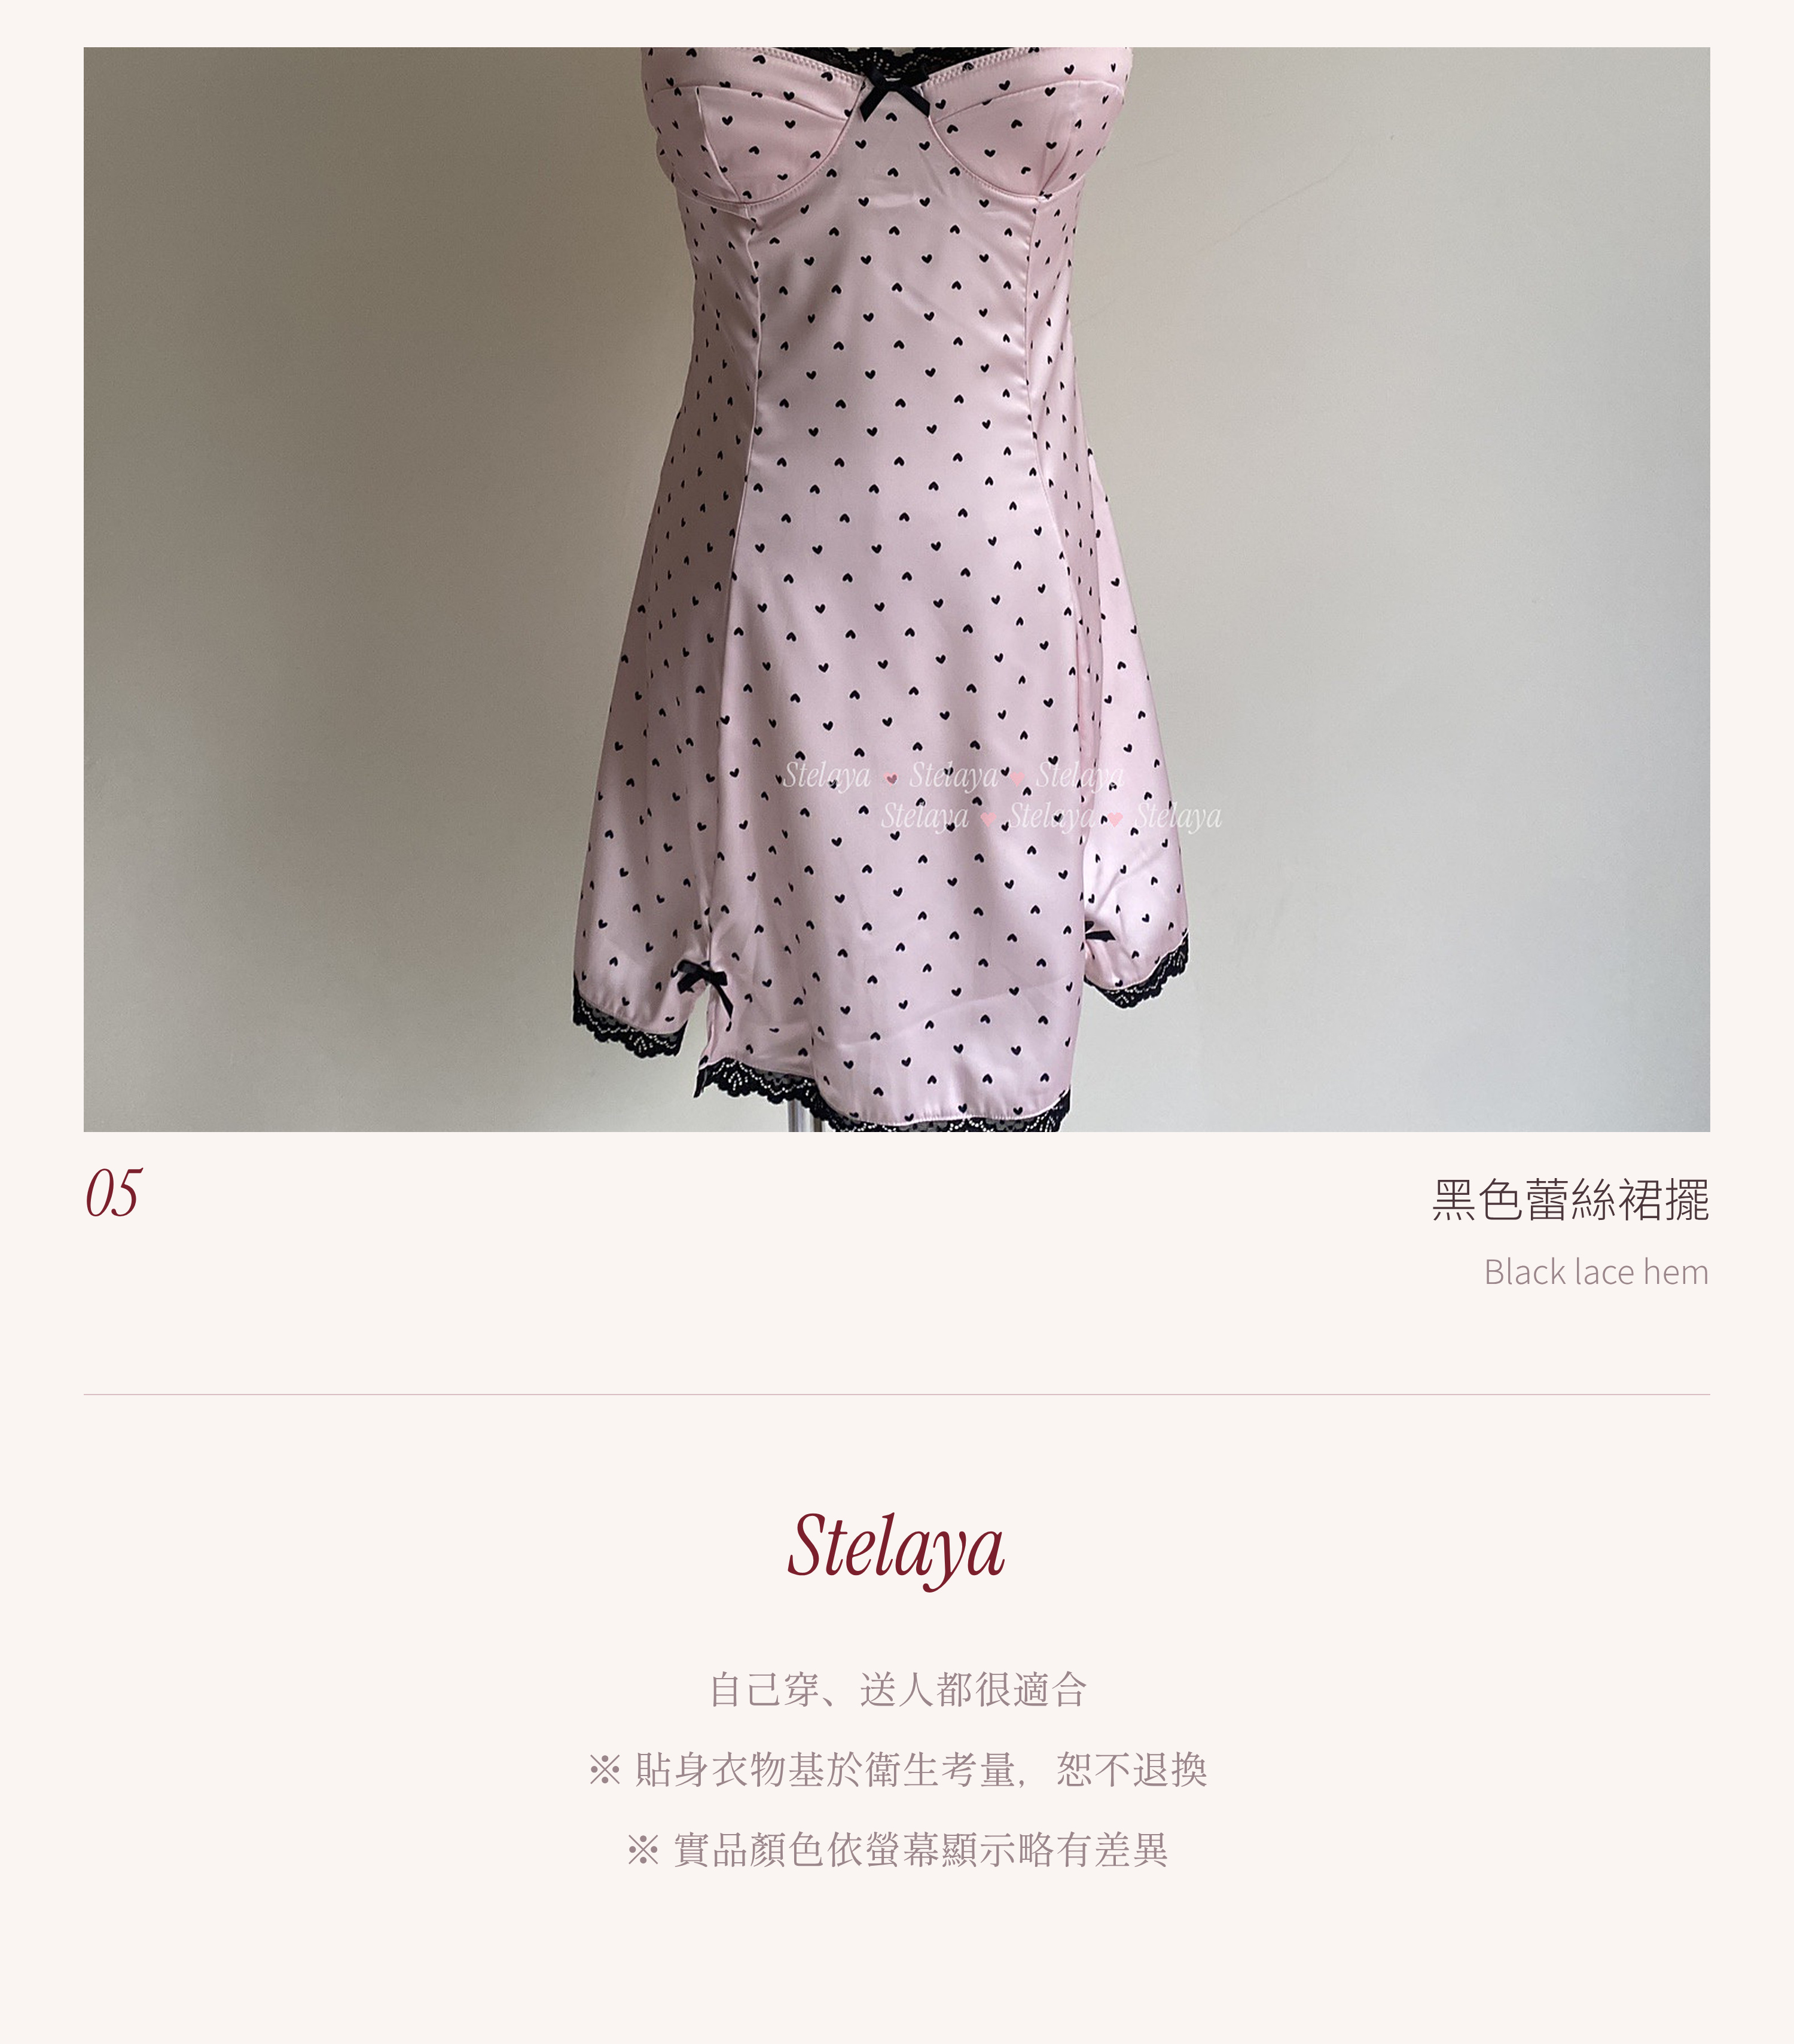 Stelaya ♥ Stelaya ♥ Stelaya
Stelaya ♥ Stelaya ♥ Stelaya
05
黑色蕾絲裙擺
Black lace hem
Stelaya
自己穿、送人都很適合
※ 貼身衣物基於衛生考量，恕不退換
※ 實品顏色依螢幕顯示略有差異